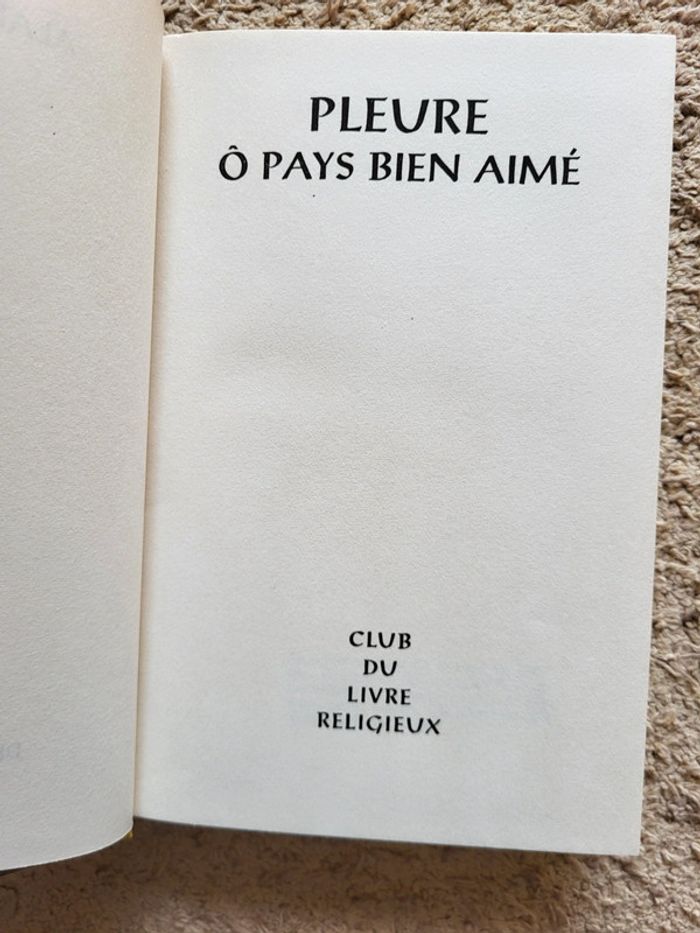 PLEURE
Ô PAYS BIEN AIMÉ
CLUB
DU
LIVRE
RELIGIEUX